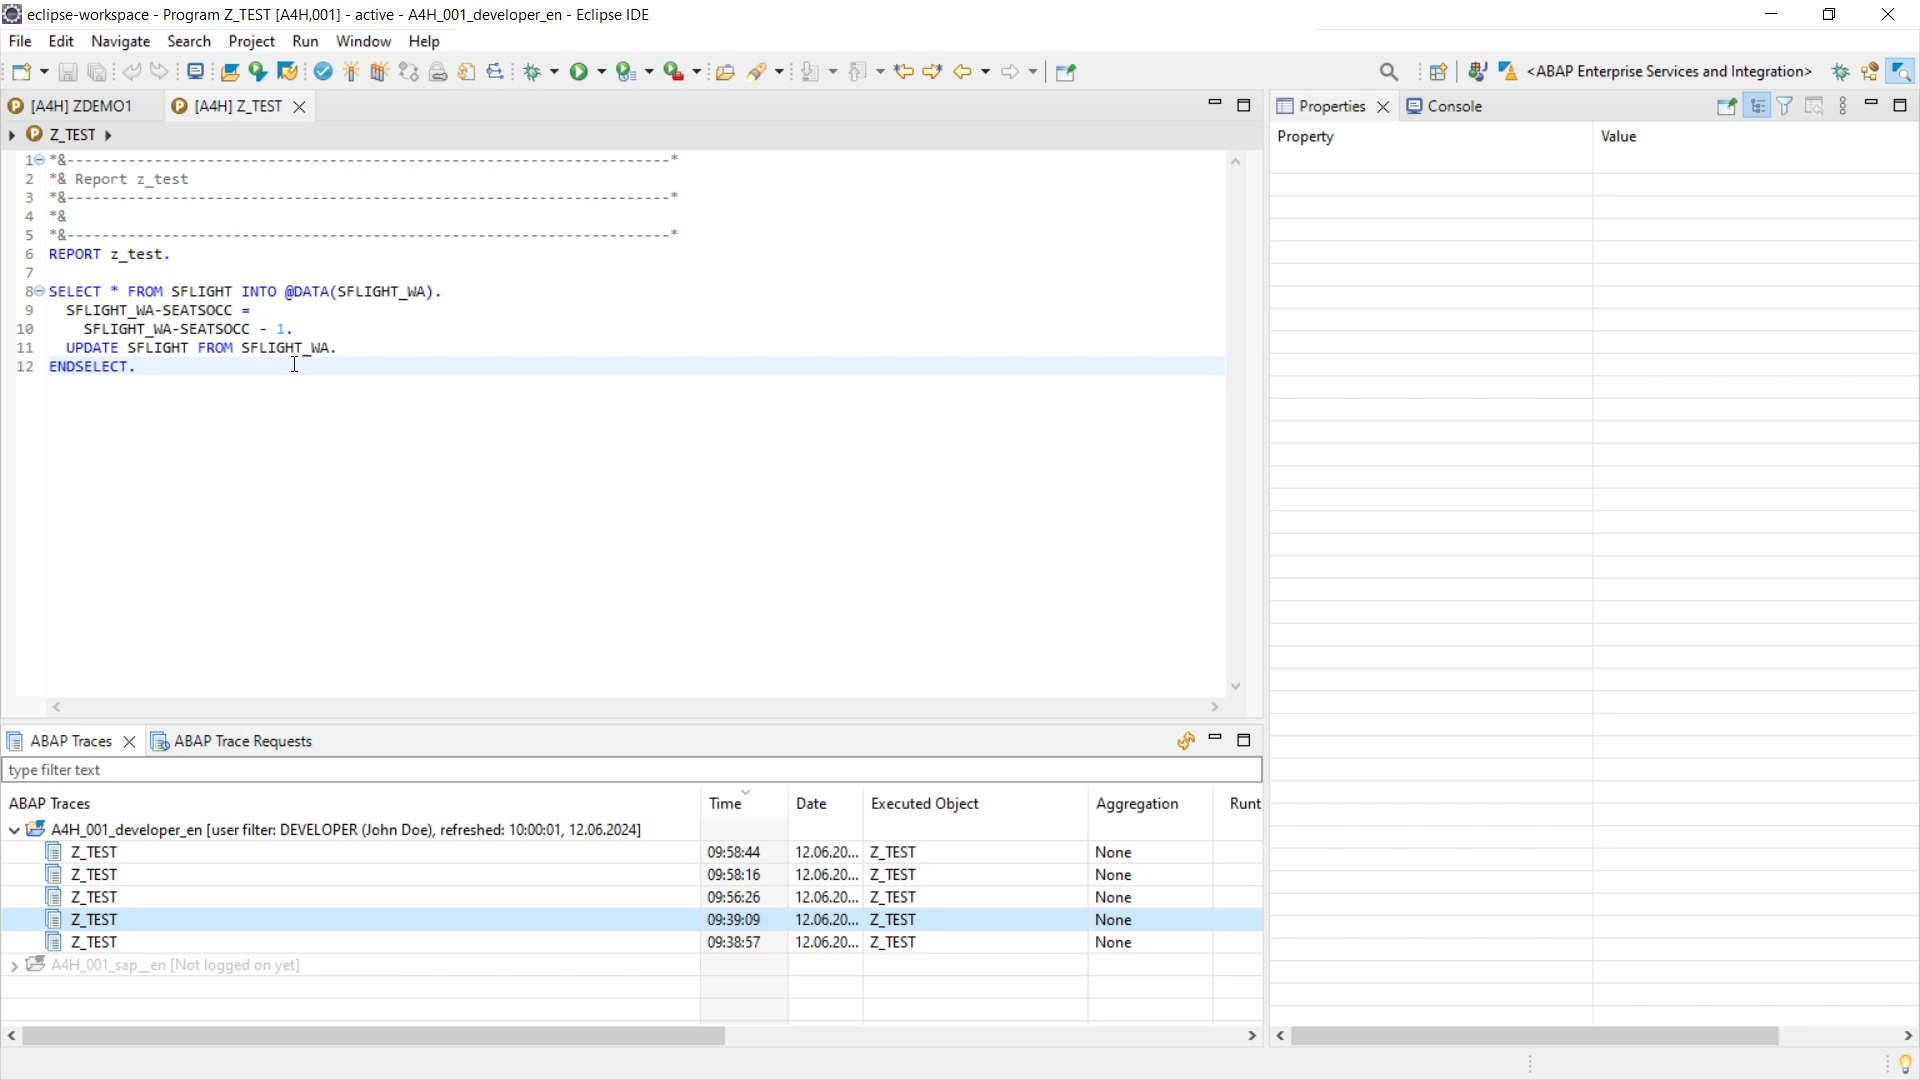 eclipse-workspace - Program Z_TEST [A4H,001] - active - A4H_001_developer_en - Eclipse IDE
File Edit Navigate Search Project Run Window Help
<ABAP Enterprise Services and Integration>
[A4H] ZDEMO1 [A4H] Z_TEST
Z_TEST
1 *&---------------------------------------------------------------------*
2 *& Report z_test
3 *&---------------------------------------------------------------------*
4 *&
5 *&---------------------------------------------------------------------*
6 REPORT z_test.
7
8 SELECT * FROM SFLIGHT INTO @DATA(SFLIGHT_WA).
9 SFLIGHT_WA-SEATSOCC =
10 SFLIGHT_WA-SEATSOCC - 1.
11 UPDATE SFLIGHT FROM SFLIGHT_WA.
12 ENDSELECT.
Properties Console
Property Value
ABAP Traces ABAP Trace Requests
type filter text
ABAP Traces Time Date Executed Object Aggregation Runt
A4H_001_developer_en [user filter: DEVELOPER (John Doe), refreshed: 10:00:01, 12.06.2024]
Z_TEST 09:58:44 12.06.20... Z_TEST None
Z_TEST 09:58:16 12.06.20... Z_TEST None
Z_TEST 09:56:26 12.06.20... Z_TEST None
Z_TEST 09:39:09 12.06.20... Z_TEST None
Z_TEST 09:38:57 12.06.20... Z_TEST None
A4H_001_sap__en [Not logged on yet]